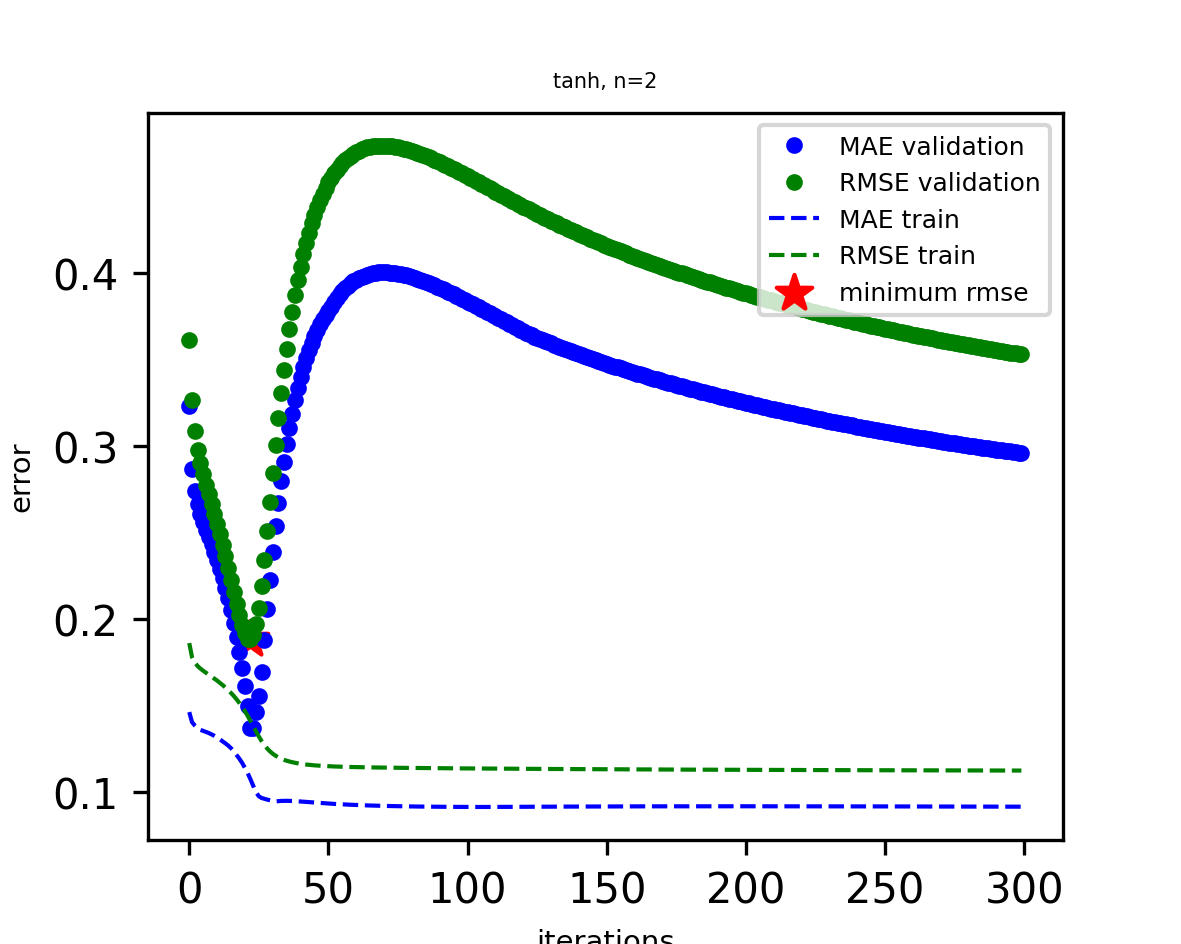 tanh, n=2
MAE validation
RMSE validation
MAE train
RMSE train
minimum rmse
error
0.4
0.3
0.2
0.1
0 50 100 150 200 250 300
iterations